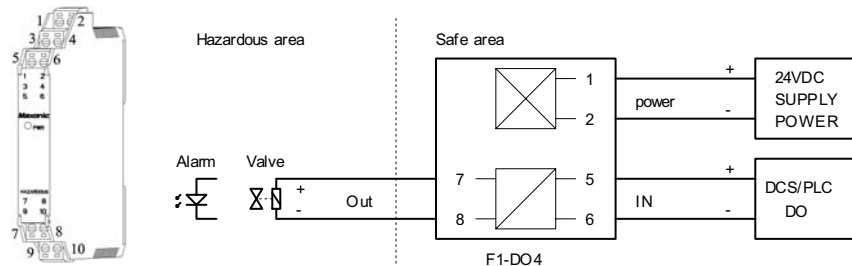 1 2
3 4
5 6
1 2
3 4
5 6
Maxonic
PWR
HAZARDOUS
7 8
9 10
7 8
9 10
Hazardous area
Safe area
Alarm
Valve
+
Out
-
7
8
1
2
5
6
power
IN
+
-
+
-
24VDC
SUPPLY
POWER
DCS/PLC
DO
F1-DO4